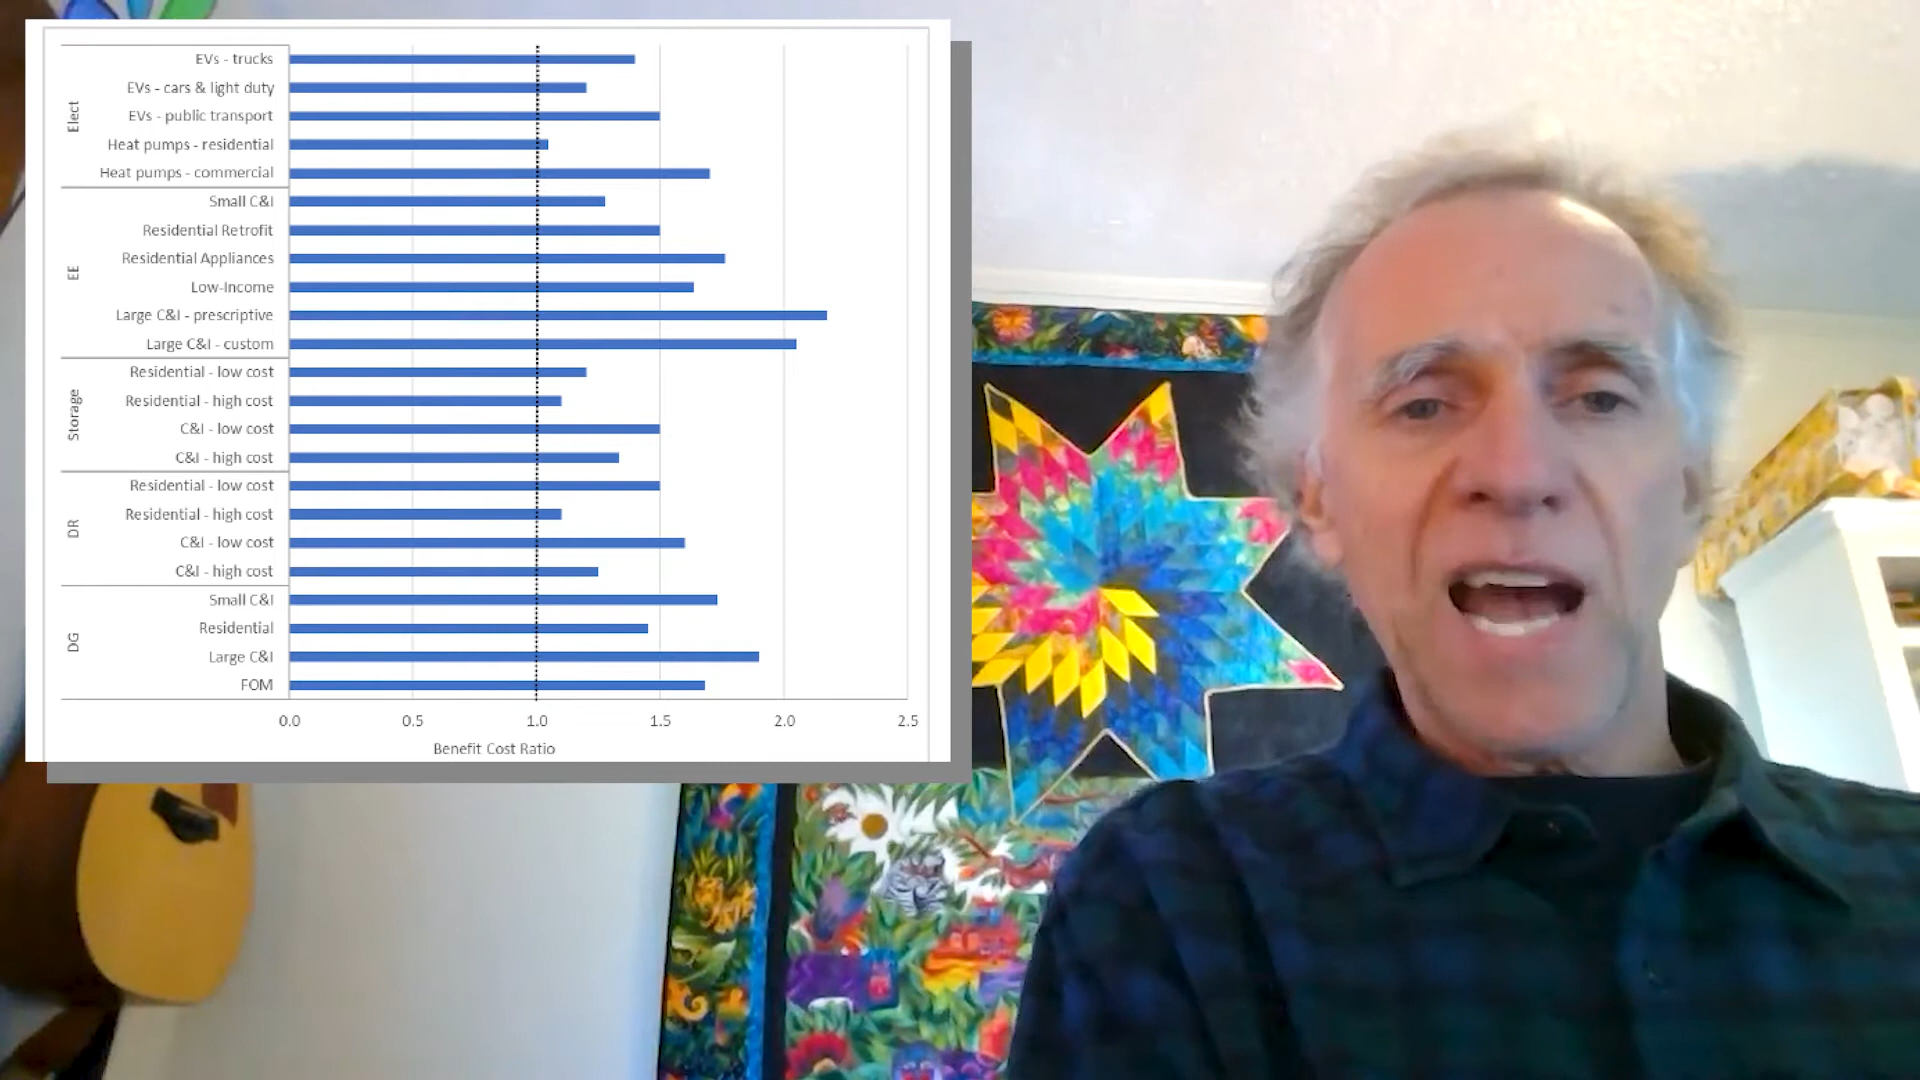 Elect
EVs - trucks
EVs - cars & light duty
EVs - public transport
Heat pumps - residential
Heat pumps - commercial
EE
Small C&I
Residential Retrofit
Residential Appliances
Low-Income
Large C&I - prescriptive
Large C&I - custom
Storage
Residential - low cost
Residential - high cost
C&I - low cost
C&I - high cost
DR
Residential - low cost
Residential - high cost
C&I - low cost
C&I - high cost
DG
Small C&I
Residential
Large C&I
FOM
0.0 0.5 1.0 1.5 2.0 2.5
Benefit Cost Ratio